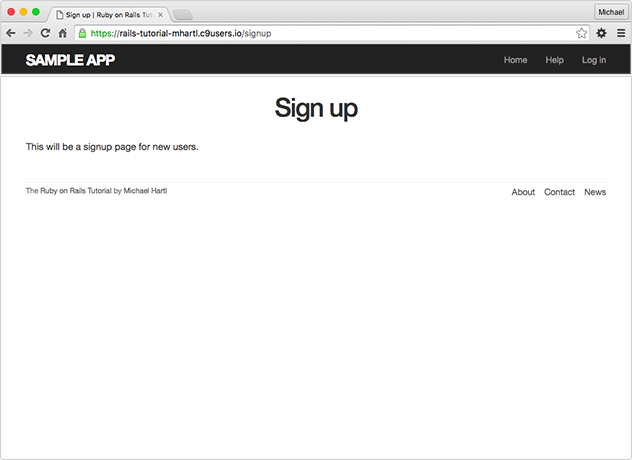 Michael
Sign up | Ruby on Rails Tut
https://rails-tutorial-mhartl.c9users.io/signup
SAMPLE APP Home Help Log in
Sign up
This will be a signup page for new users.
The Ruby on Rails Tutorial by Michael Hartl About Contact News